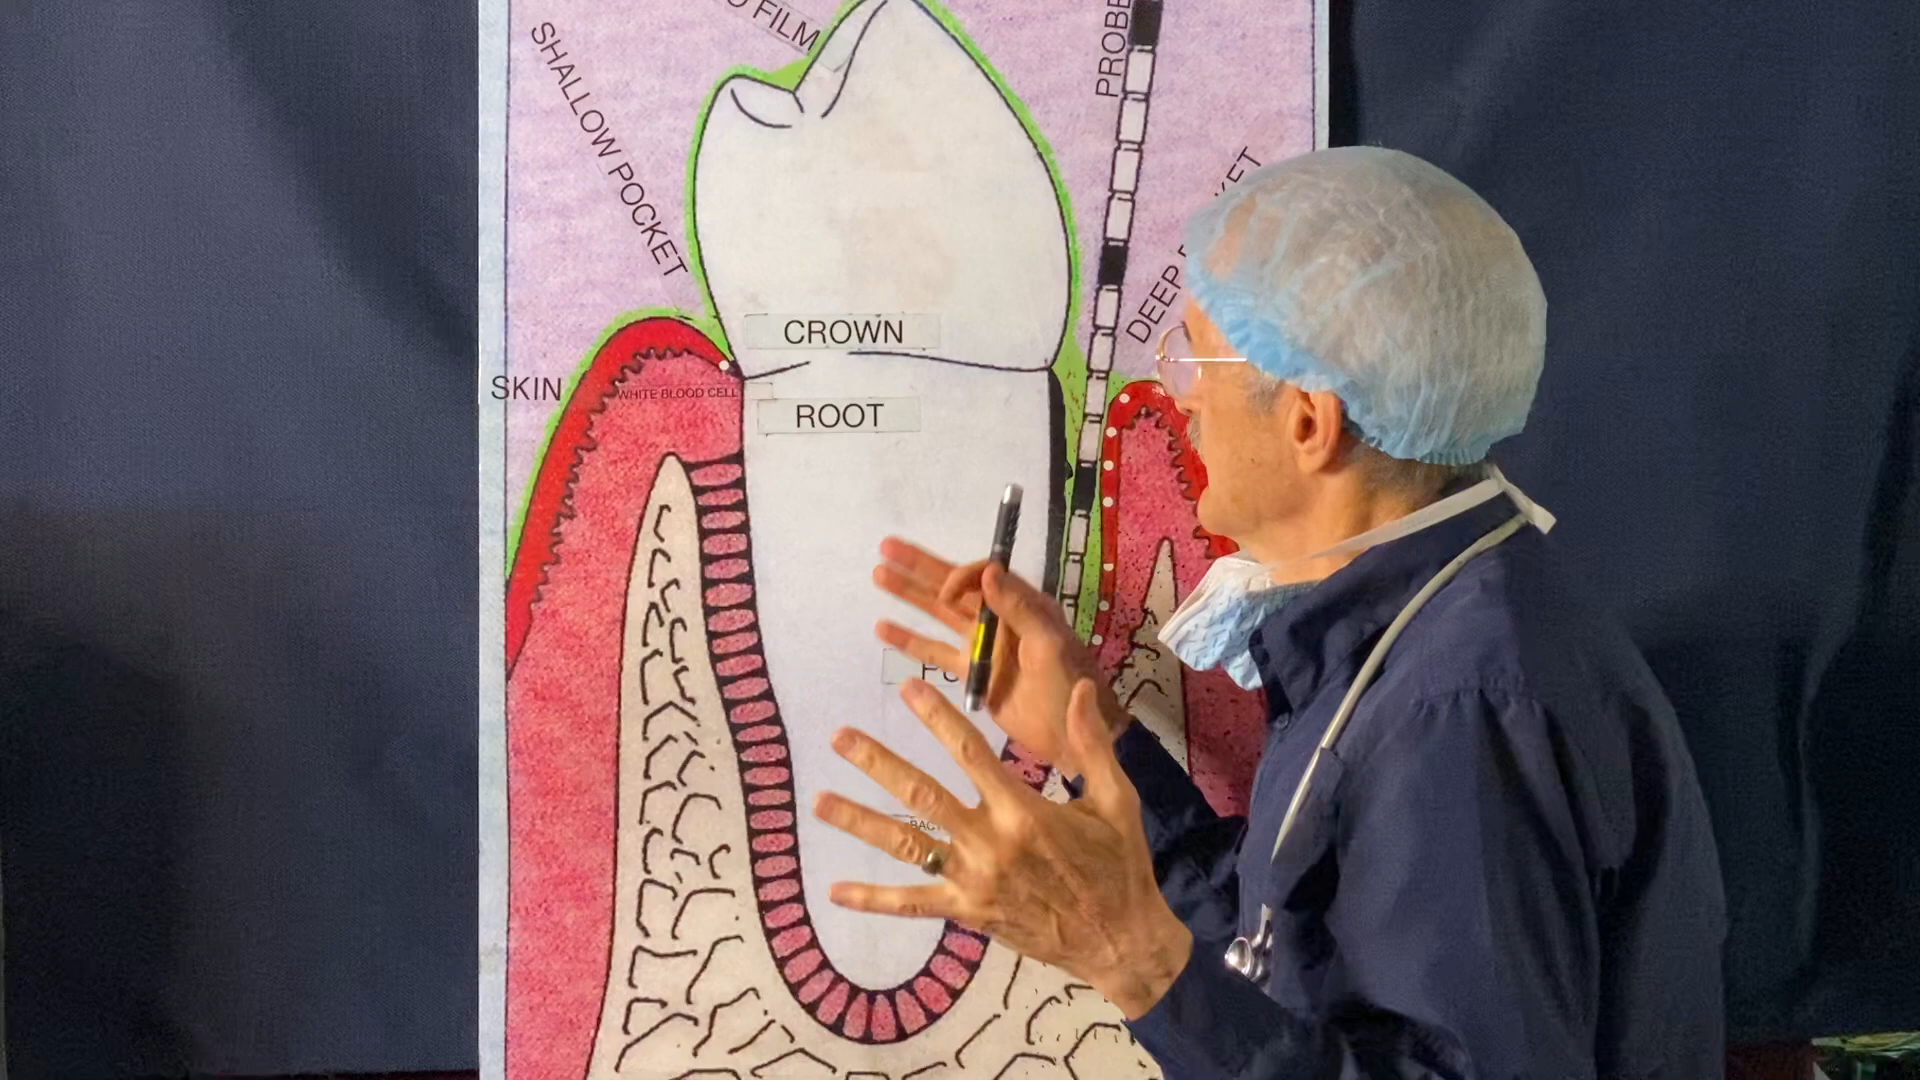 FILM
PROBE
SHALLOW POCKET
DEEP
CROWN
SKIN
WHITE BLOOD CELL
ROOT